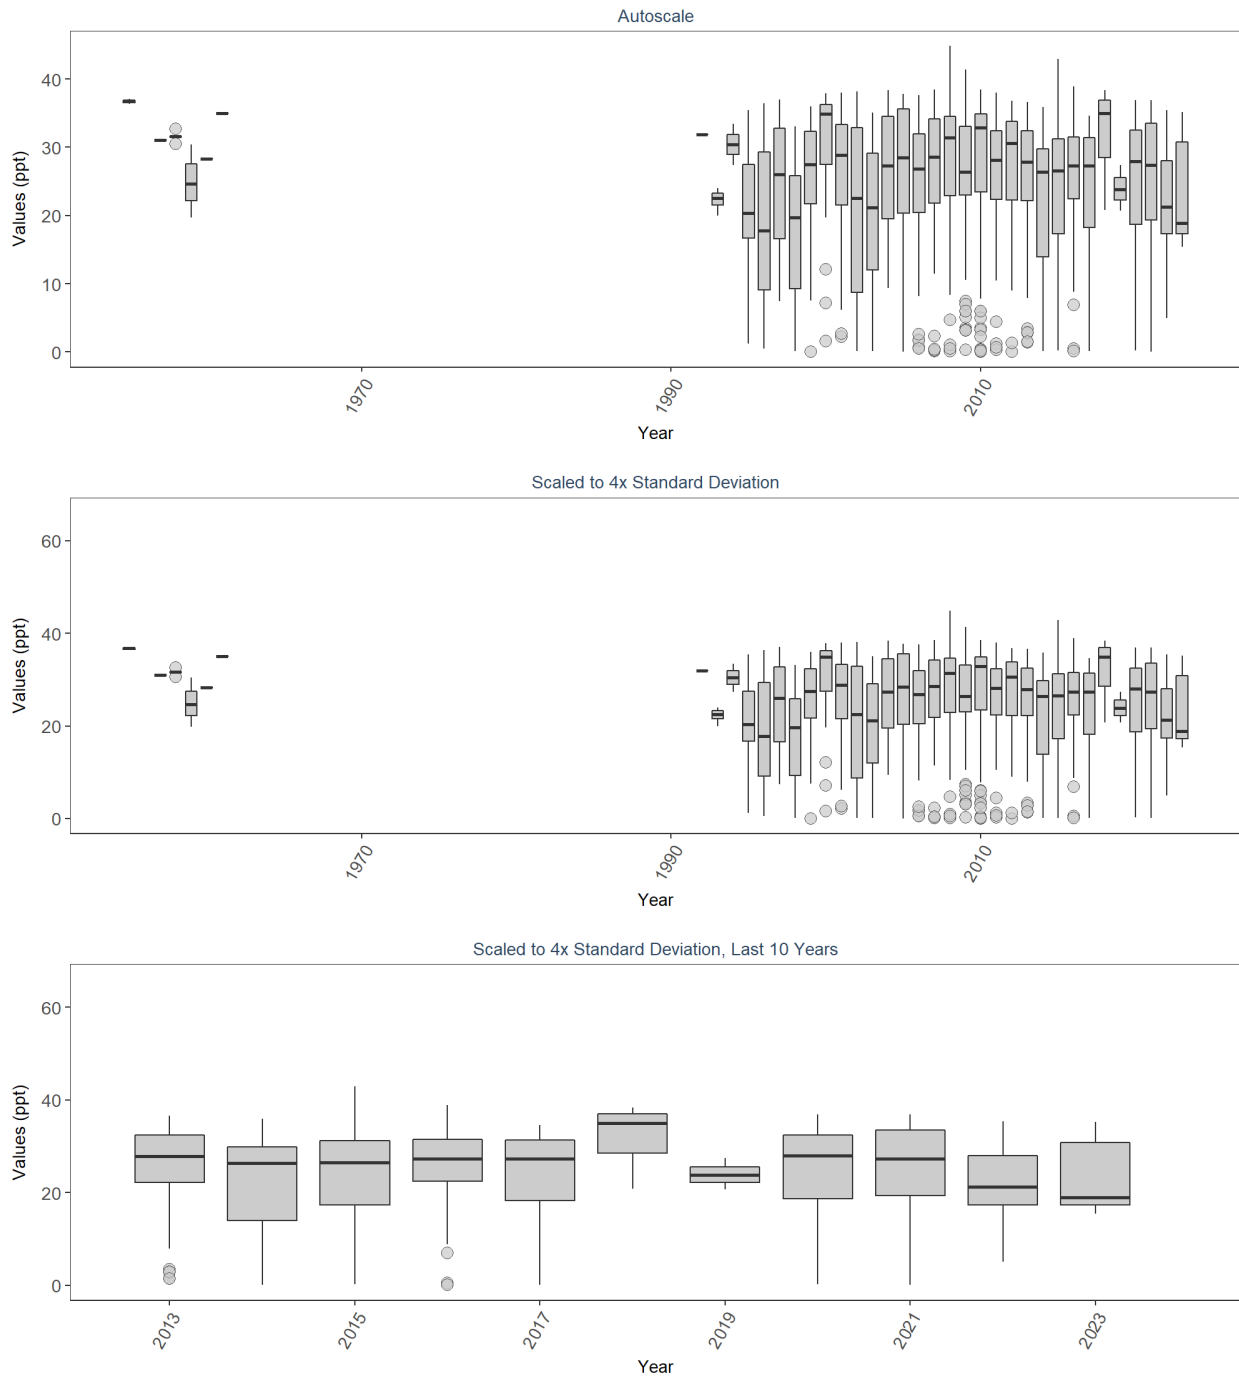 Autoscale
40
30
20
10
0
Values (ppt)
1970
1990
2010
Year
Scaled to 4x Standard Deviation
60
40
20
0
Values (ppt)
1970
1990
2010
Year
Scaled to 4x Standard Deviation, Last 10 Years
60
40
20
0
Values (ppt)
2013
2015
2017
2019
2021
2023
Year